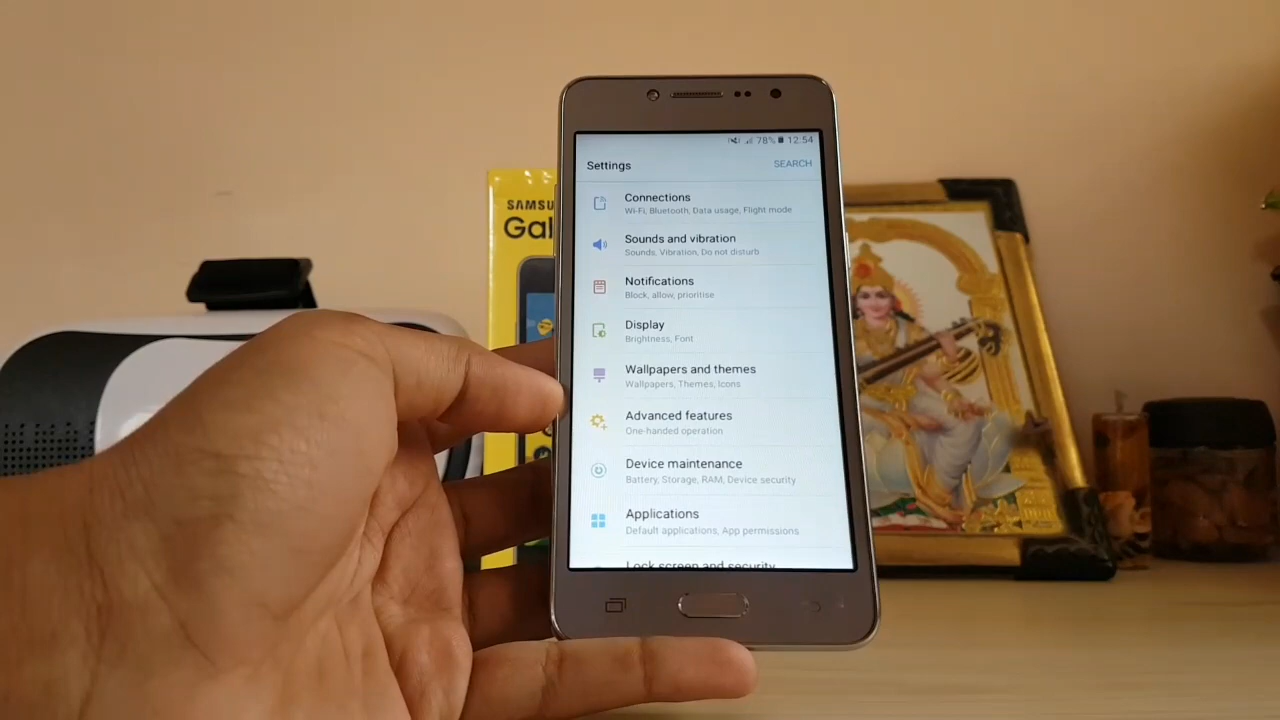 SAMSU
Gal
78% 12:54
Settings
SEARCH
Connections
Wi-Fi, Bluetooth, Data usage, Flight mode
Sounds and vibration
Sounds, Vibration, Do not disturb
Notifications
Block, allow, prioritise
Display
Brightness, Font
Wallpapers and themes
Wallpapers, Themes, Icons
Advanced features
One-handed operation
Device maintenance
Battery, Storage, RAM, Device security
Applications
Default applications, App permissions
Lock screen and security